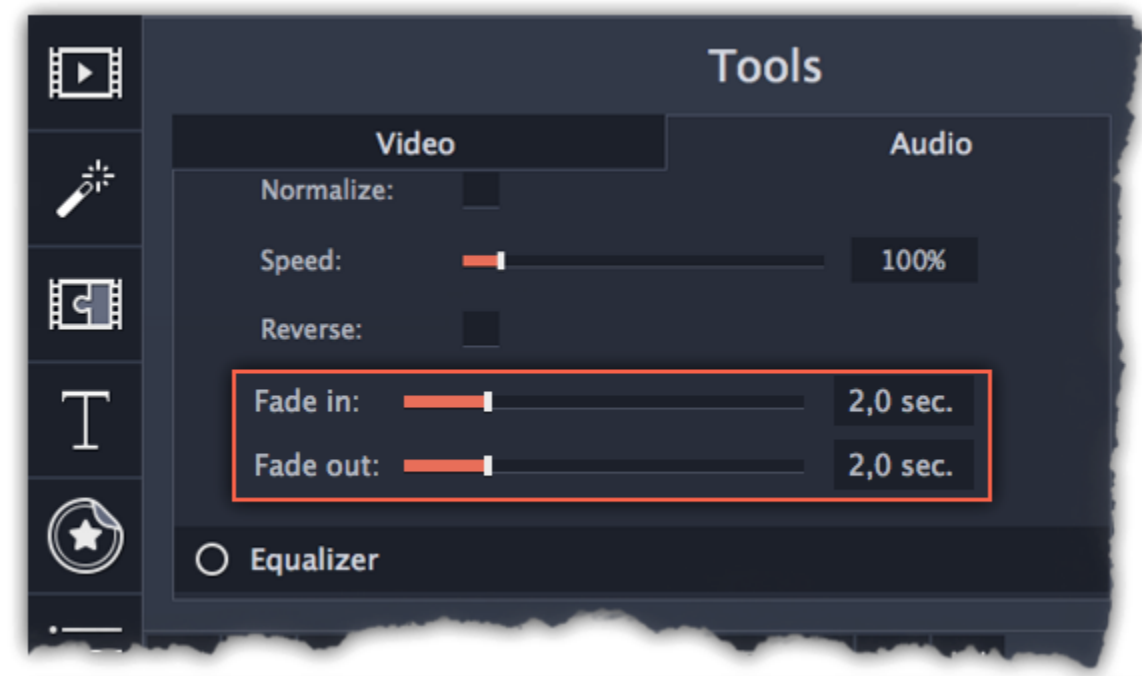 Tools
Video Audio
Normalize:
Speed: 100%
Reverse:
Fade in: 2,0 sec.
Fade out: 2,0 sec.
Equalizer